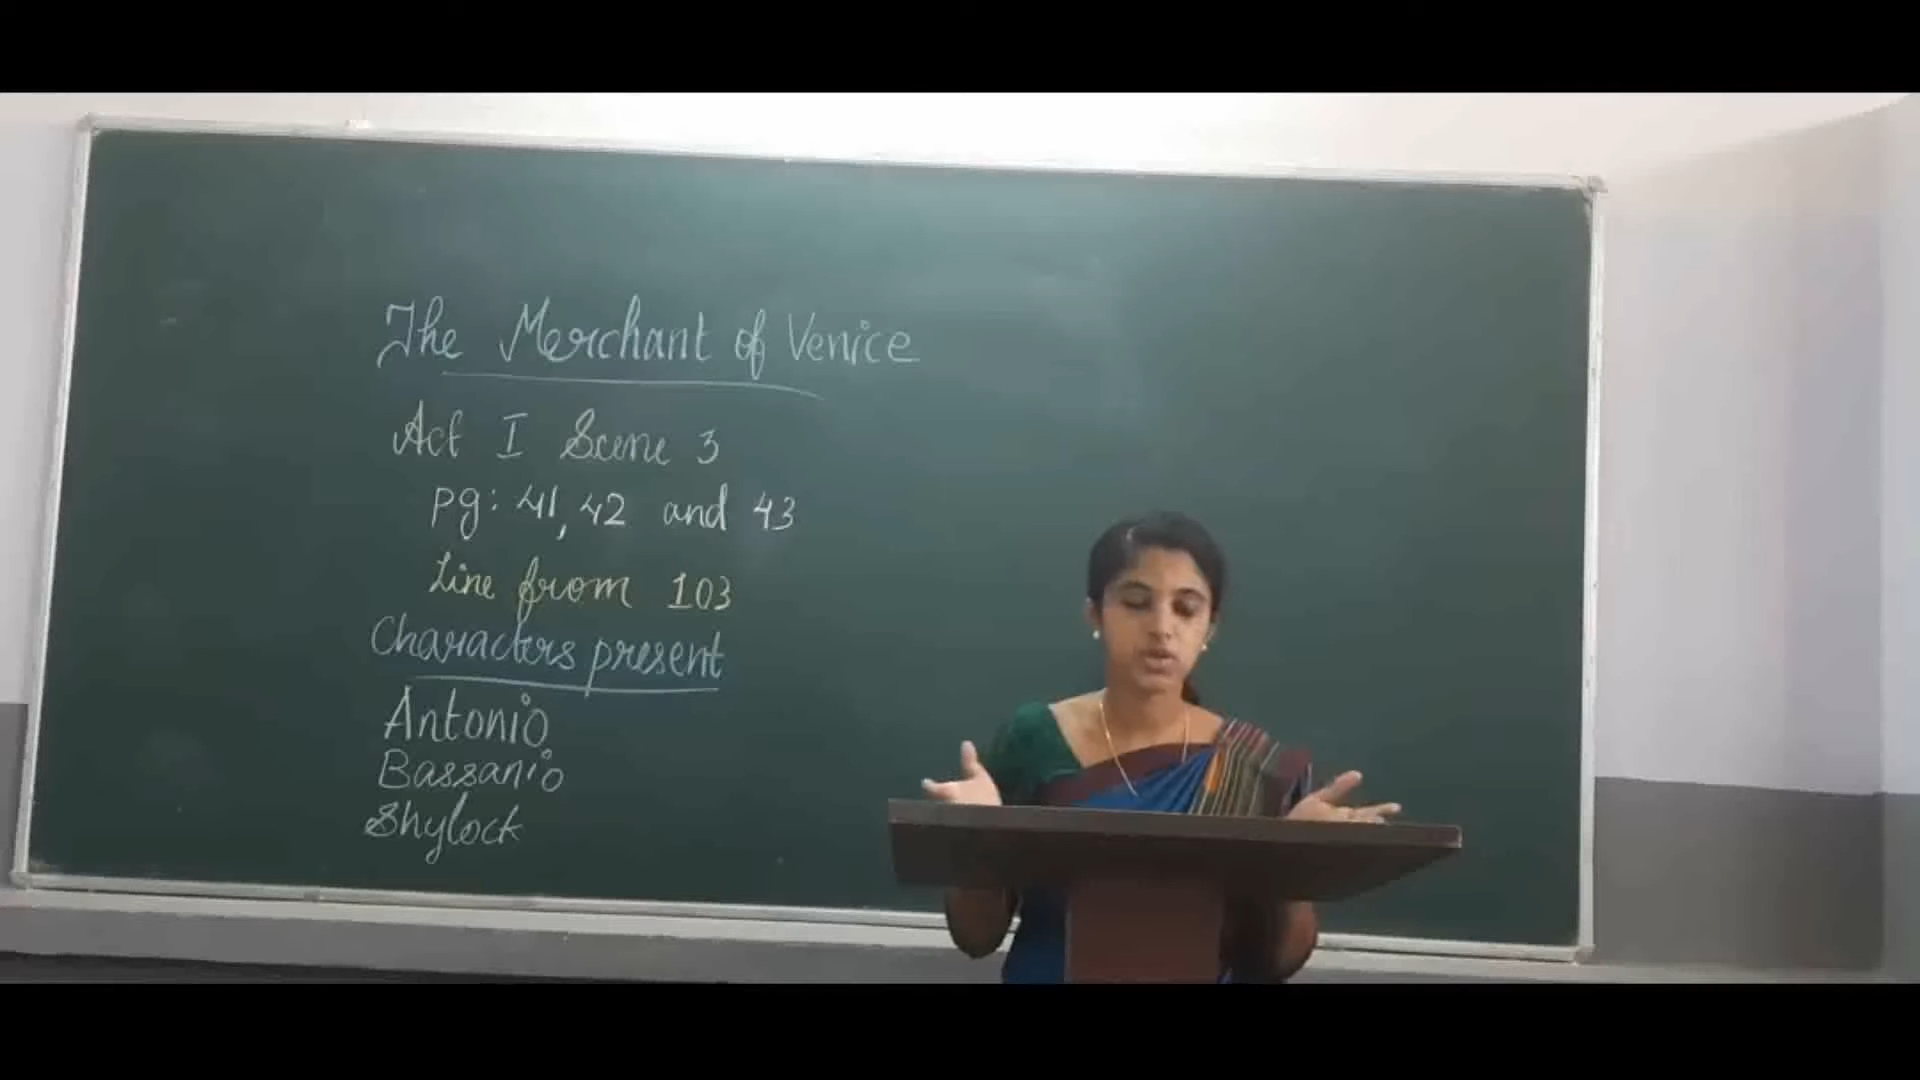 The Merchant of Venice
Act I Scene 3
pg: 41, 42 and 43
Line from 103
Characters present
Antonio
Bassanio
Shylock